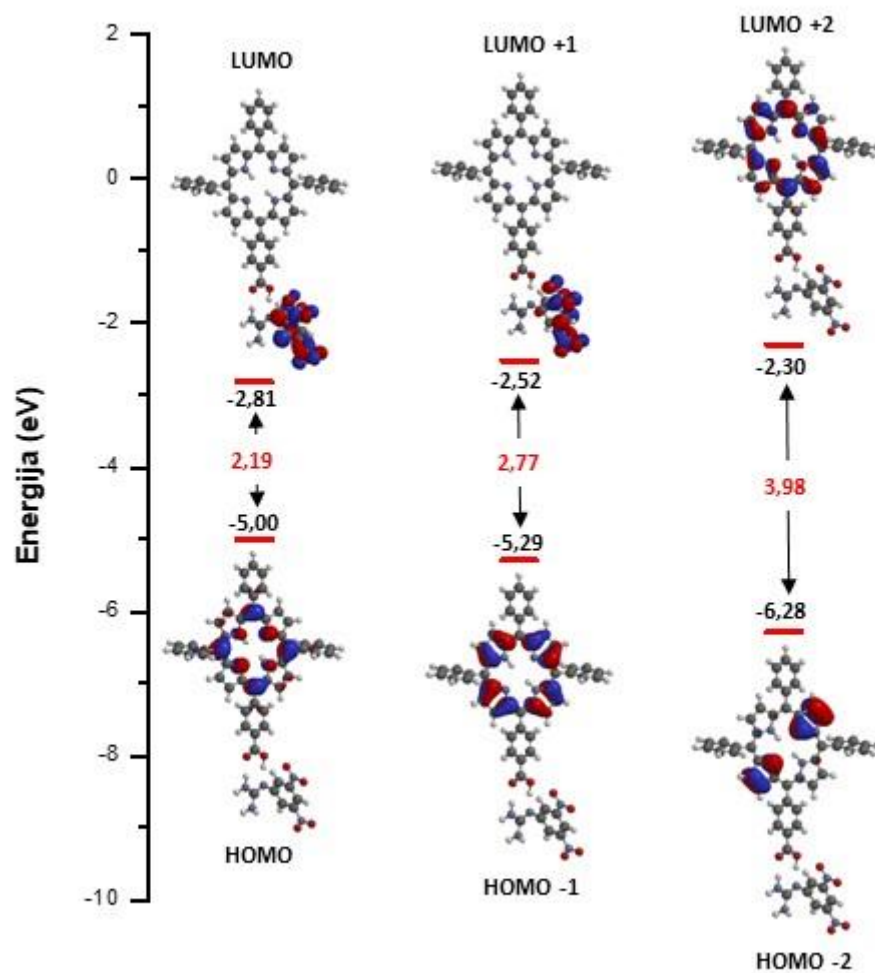 Energija (eV)
2
0
-2
-4
-6
-8
-10
LUMO
-2,81
2,19
-5,00
HOMO
LUMO +1
-2,52
2,77
-5,29
HOMO -1
LUMO +2
-2,30
3,98
-6,28
HOMO -2